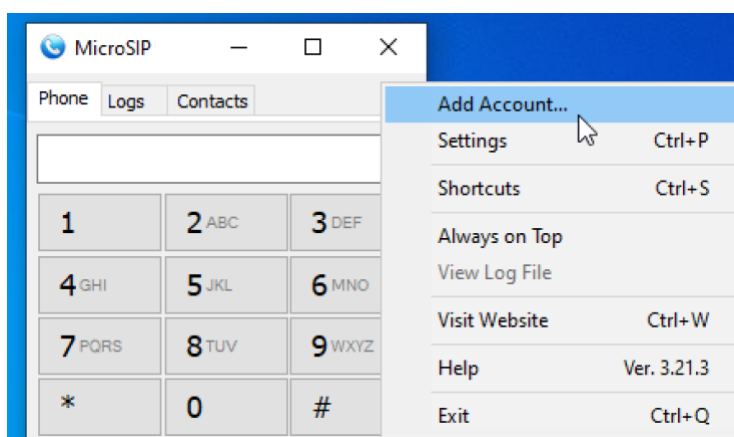 MicroSIP
Phone Logs Contacts
1 2 ABC 3 DEF
4 GHI 5 JKL 6 MNO
7 PQRS 8 TUV 9 WXYZ
* 0 #
Add Account...
Settings Ctrl+P
Shortcuts Ctrl+S
Always on Top
View Log File
Visit Website Ctrl+W
Help Ver. 3.21.3
Exit Ctrl+Q